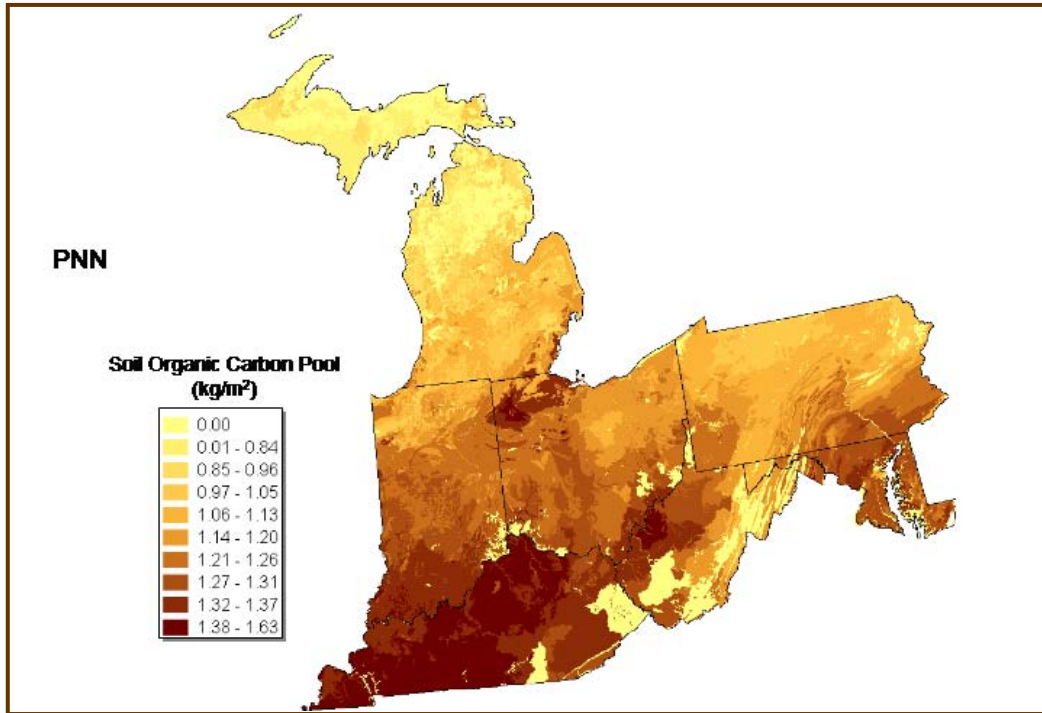 PNN
Soil Organic Carbon Pool
(kg/m²)
0.00
0.01 - 0.84
0.85 - 0.96
0.97 - 1.05
1.06 - 1.13
1.14 - 1.20
1.21 - 1.26
1.27 - 1.31
1.32 - 1.37
1.38 - 1.63